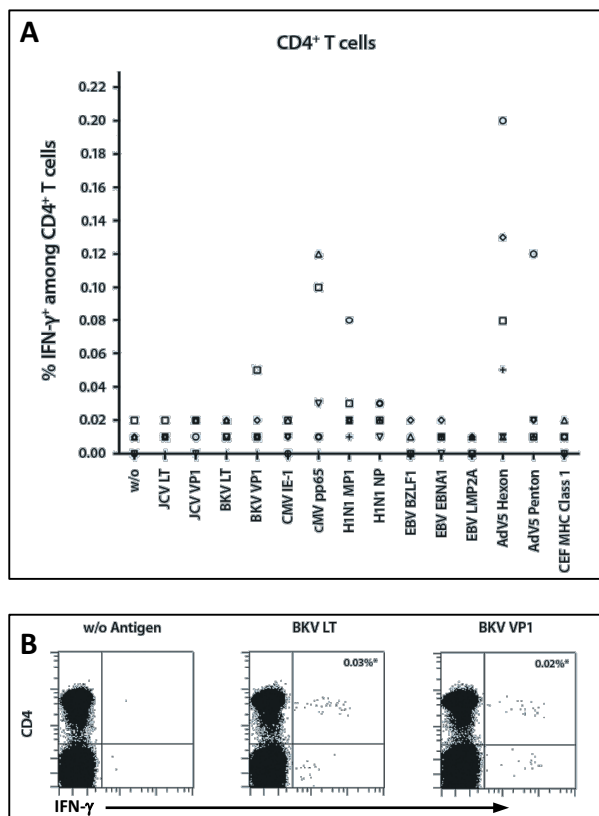 A
CD4⁺ T cells
% IFN-γ⁺ among CD4⁺ T cells
0.22
0.20
0.18
0.16
0.14
0.12
0.10
0.08
0.06
0.04
0.02
0.00
w/o
JCV LT
JCV VP1
BKV LT
BKV VP1
CMV IE-1
cMV pp65
H1N1 MP1
H1N1 NP
EBV BZLF1
EBV EBNA1
EBV LMP2A
AdV5 Hexon
AdV5 Penton
CEF MHC Class 1
B
w/o Antigen
BKV LT
BKV VP1
0.03%*
0.02%*
CD4
IFN-γ